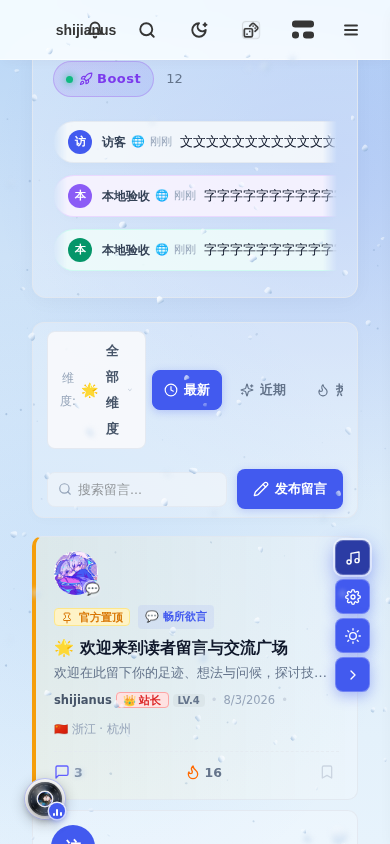 shijianus
Boost 12
访 访客 刚刚 文文文文文文文文文文文文
本 本地验收 刚刚 字字字字字字字字字字
本 本地验收 刚刚 字字字字字字字字字字
维度: 全部维度
最新 近期
搜索留言... 发布留言
官方置顶 畅所欲言
欢迎来到读者留言与交流广场
欢迎在此留下你的足迹、想法与问候，探讨技...
shijianus 站长 LV.4 • 8/3/2026 •
浙江 · 杭州
3 16